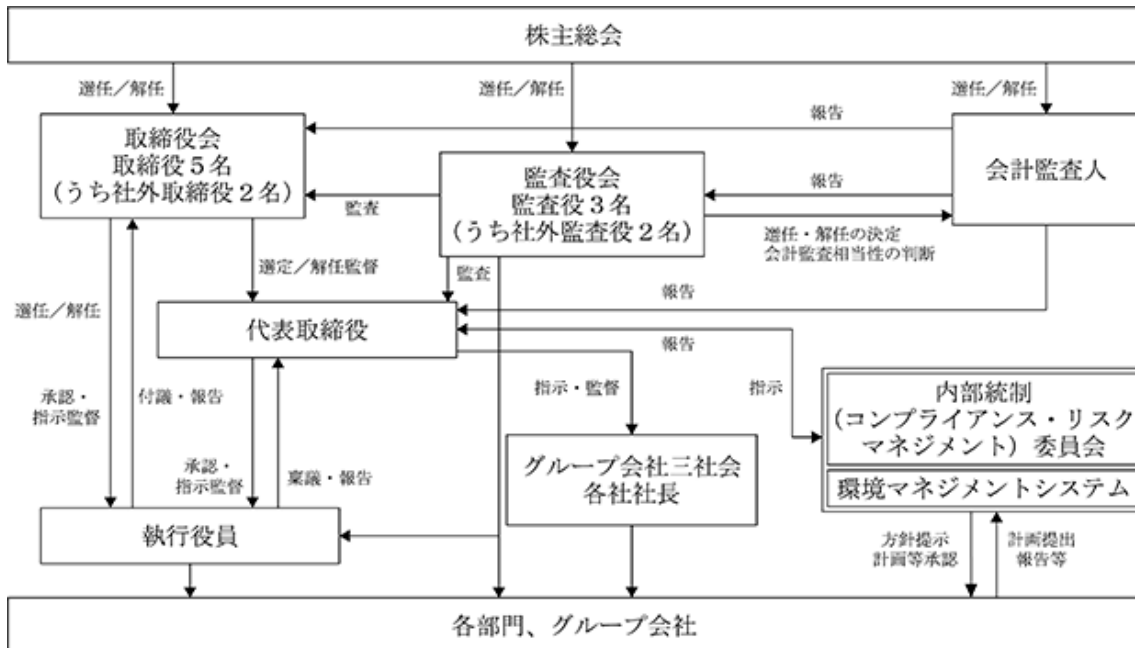 株主総会
選任／解任
選任／解任
選任／解任
報告
取締役会
取締役５名
（うち社外取締役２名）
会計監査人
監査役会
監査役３名
（うち社外監査役２名）
報告
監査
選任・解任の決定
会計監査相当性の判断
選定／解任監督
監査
選任／解任
報告
代表取締役
報告
指示・監督
指示
承認・
指示監督
付議・報告
内部統制
（コンプライアンス・リスク
マネジメント）委員会
環境マネジメントシステム
承認・
指示監督
稟議・報告
グループ会社三社会
各社社長
執行役員
方針提示
計画等承認
計画提出
報告等
各部門、グループ会社